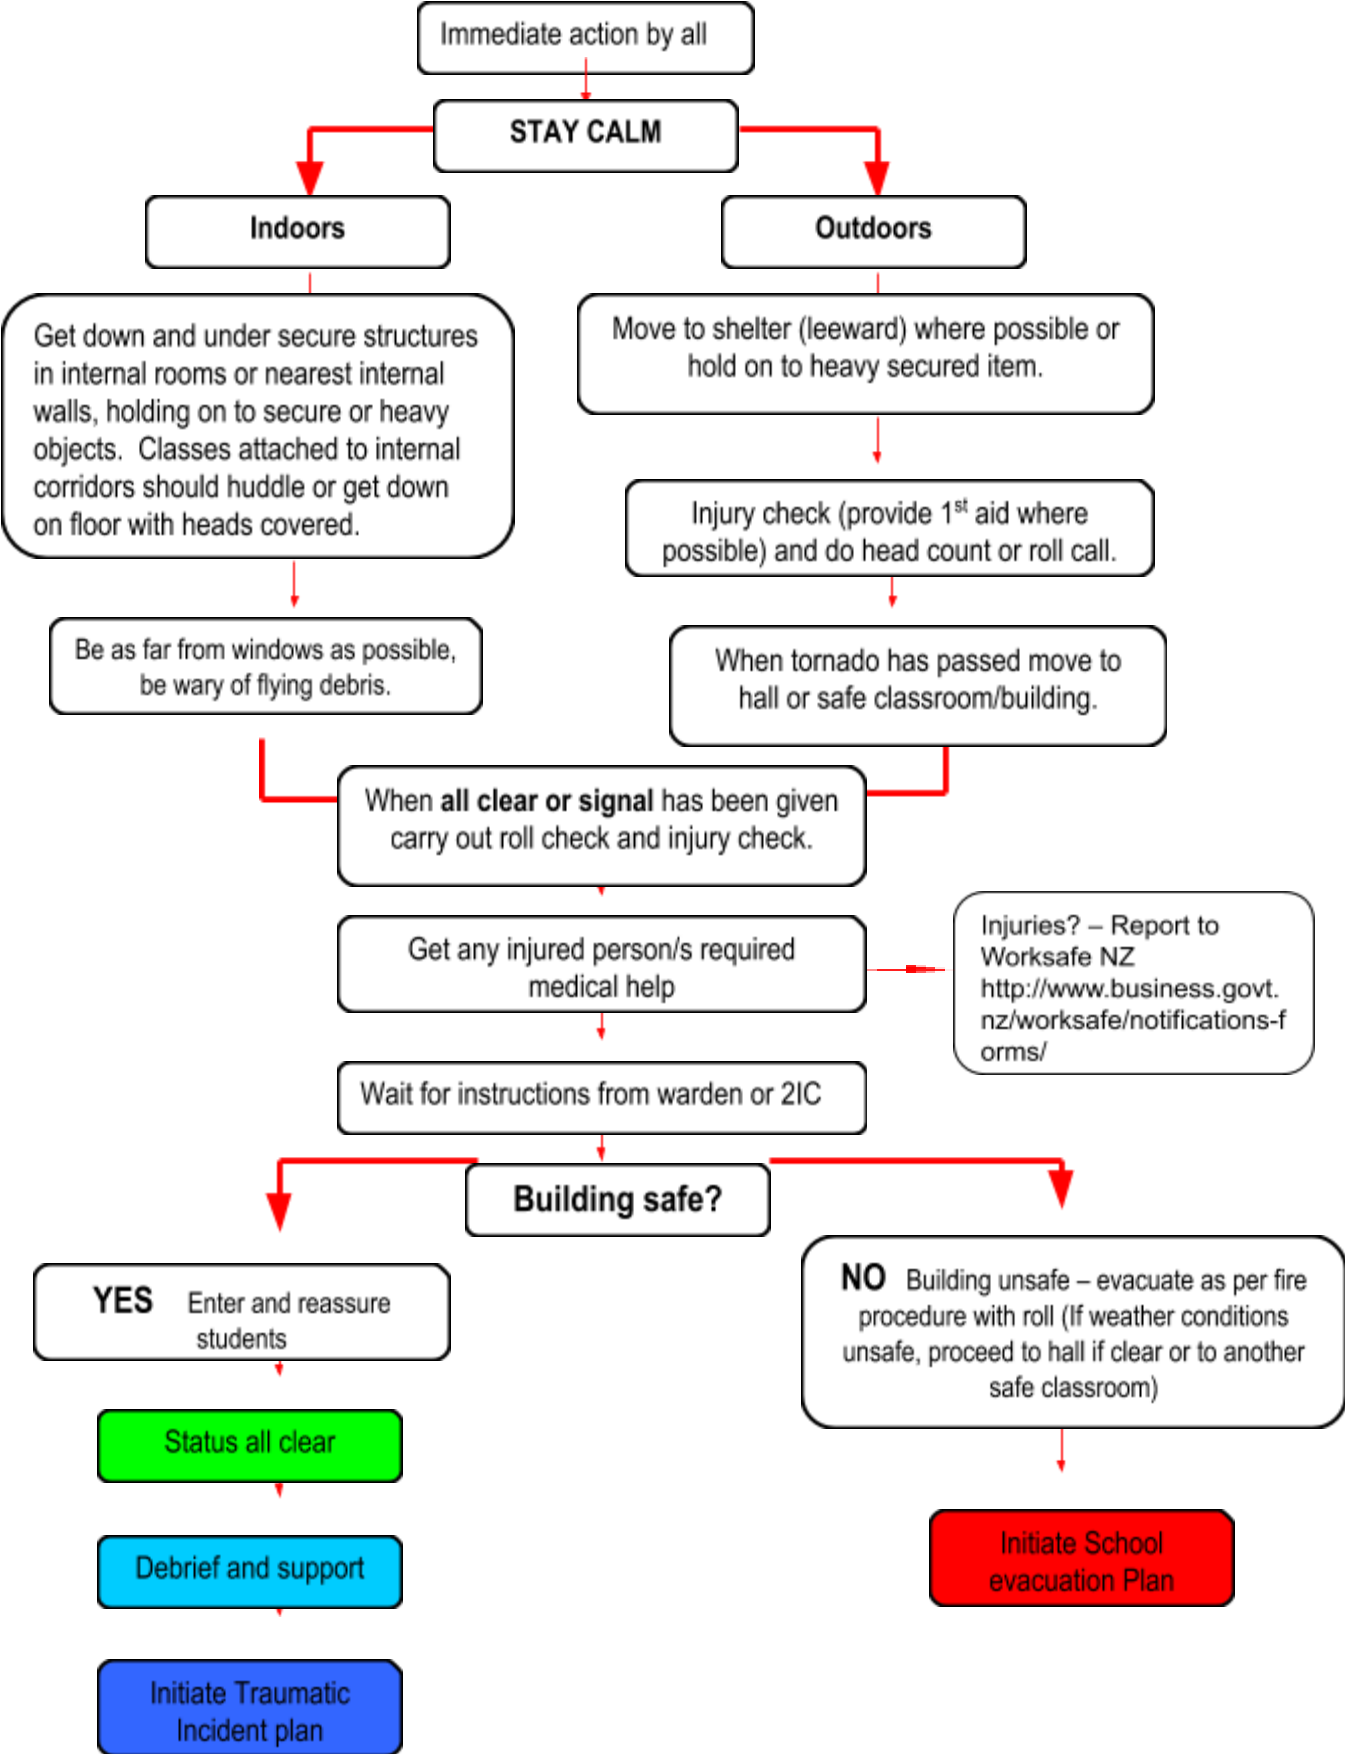 Immediate action by all
STAY CALM
Indoors
Outdoors
Get down and under secure structures
in internal rooms or nearest internal
walls, holding on to secure or heavy
objects.  Classes attached to internal
corridors should huddle or get down
on floor with heads covered.
Move to shelter (leeward) where possible or
hold on to heavy secured item.
Injury check (provide 1st aid where
possible) and do head count or roll call.
Be as far from windows as possible,
be wary of flying debris.
When tornado has passed move to
hall or safe classroom/building.
When all clear or signal has been given
carry out roll check and injury check.
Get any injured person/s required
medical help
Injuries? – Report to
Worksafe NZ
http://www.business.govt.
nz/worksafe/notifications-f
orms/
Wait for instructions from warden or 2IC
Building safe?
YES   Enter and reassure
students
NO  Building unsafe – evacuate as per fire
procedure with roll (If weather conditions
unsafe, proceed to hall if clear or to another
safe classroom)
Status all clear
Debrief and support
Initiate School
evacuation Plan
Initiate Traumatic
Incident plan